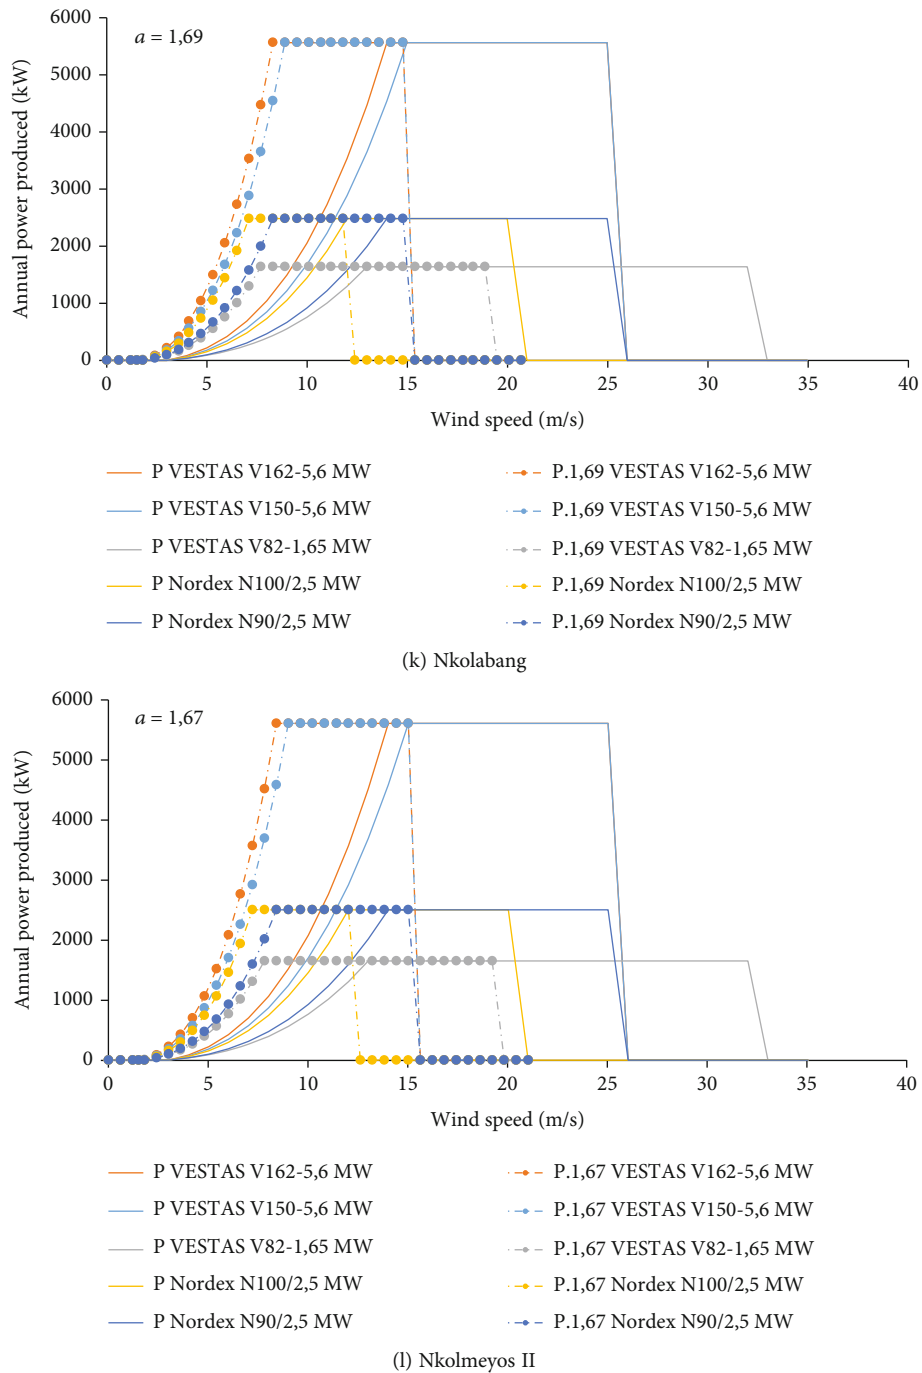 6000
a = 1,69
5000
4000
3000
2000
1000
0
Annual power produced (kW)
0 5 10 15 20 25 30 35 40
Wind speed (m/s)
P VESTAS V162-5,6 MW P.1,69 VESTAS V162-5,6 MW
P VESTAS V150-5,6 MW P.1,69 VESTAS V150-5,6 MW
P VESTAS V82-1,65 MW P.1,69 VESTAS V82-1,65 MW
P Nordex N100/2,5 MW P.1,69 Nordex N100/2,5 MW
P Nordex N90/2,5 MW P.1,69 Nordex N90/2,5 MW
(k) Nkolabang
6000
a = 1,67
5000
4000
3000
2000
1000
0
Annual power produced (kW)
0 5 10 15 20 25 30 35 40
Wind speed (m/s)
P VESTAS V162-5,6 MW P.1,67 VESTAS V162-5,6 MW
P VESTAS V150-5,6 MW P.1,67 VESTAS V150-5,6 MW
P VESTAS V82-1,65 MW P.1,67 VESTAS V82-1,65 MW
P Nordex N100/2,5 MW P.1,67 Nordex N100/2,5 MW
P Nordex N90/2,5 MW P.1,67 Nordex N90/2,5 MW
(l) Nkolmeyos II